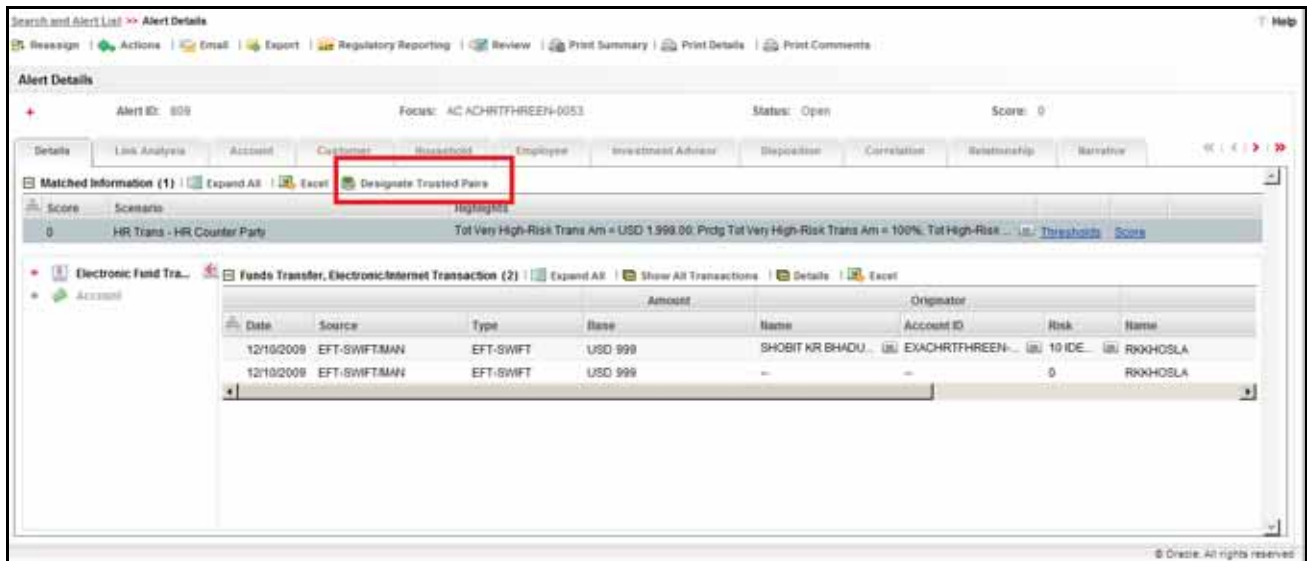 Search and Alert List >> Alert Details
Help
Reassign | Actions | Email | Export | Regulatory Reporting | Review | Print Summary | Print Details | Print Comments
Alert Details
Alert ID: 809 Focus: AC ACHRTFHREEN-0053 Status: Open Score: 0
Details Link Analysis Account Customer Household Employee Investment Advisor Disposition Correlation Relationship Narrative
Matched Information (1) | Expand All | Excel Designate Trusted Pairs
Score Scenario Highlights
0 HR Trans - HR Counter Party Tot Very High-Risk Trans Am = USD 1,998.00; Prctg Tot Very High-Risk Trans Am = 100%; Tot High-Risk ... Thresholds Score
Electronic Fund Tra... Funds Transfer, Electronic/Internet Transaction (2) | Expand All | Show All Transactions | Details | Excel
Account
Amount Originator
Date Source Type Base Name Account ID Risk Name
12/10/2009 EFT-SWIFT/MAN EFT-SWIFT USD 999 SHOBIT KR BHADU... EXACHRTFHREEN-... 10 IDE... RKKHOSLA
12/10/2009 EFT-SWIFT/MAN EFT-SWIFT USD 999 -- -- 0 RKKHOSLA
© Oracle. All rights reserved